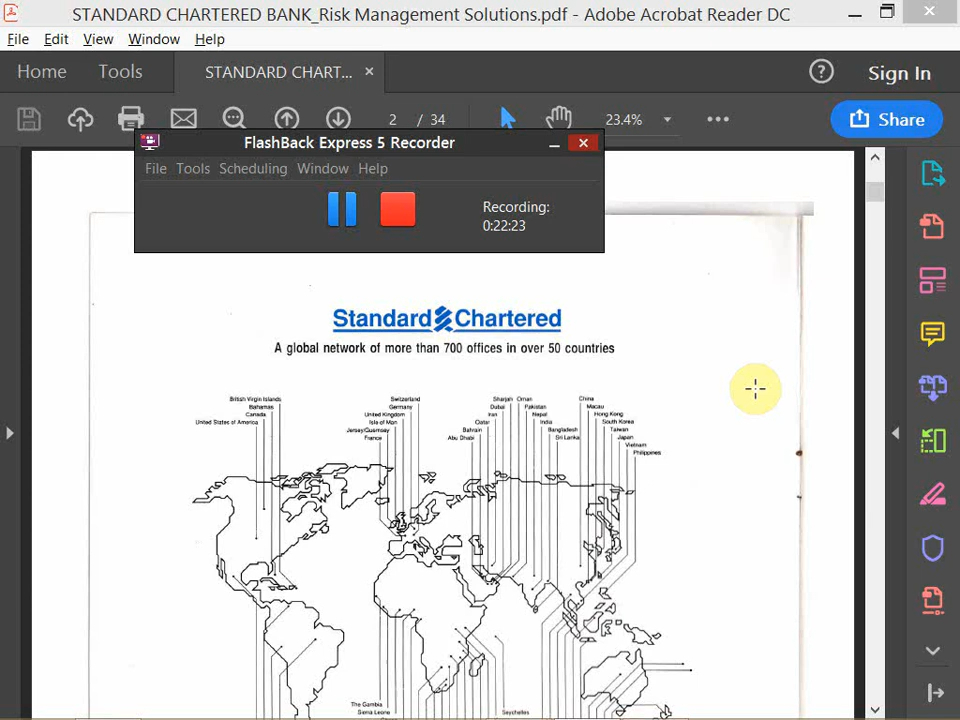 STANDARD CHARTERED BANK_Risk Management Solutions.pdf - Adobe Acrobat Reader DC
File Edit View Window Help
Home Tools STANDARD CHART... × ? Sign In
2 / 34 23.4% Share
FlashBack Express 5 Recorder
File Tools Scheduling Window Help
Recording:
0:22:23
Standard Chartered
A global network of more than 700 offices in over 50 countries
British Virgin Islands
Bahamas
Canada
United States of America
Switzerland
Germany
United Kingdom
Isle of Man
Jersey/Guernsey
France
Sharjah Oman
Dubai Pakistan
Iran Nepal
Qatar India
Bahrain Bangladesh
Abu Dhabi Sri Lanka
China
Macau
Hong Kong
South Korea
Taiwan
Japan
Vietnam
Philippines
The Gambia
Sierra Leone
Seychelles